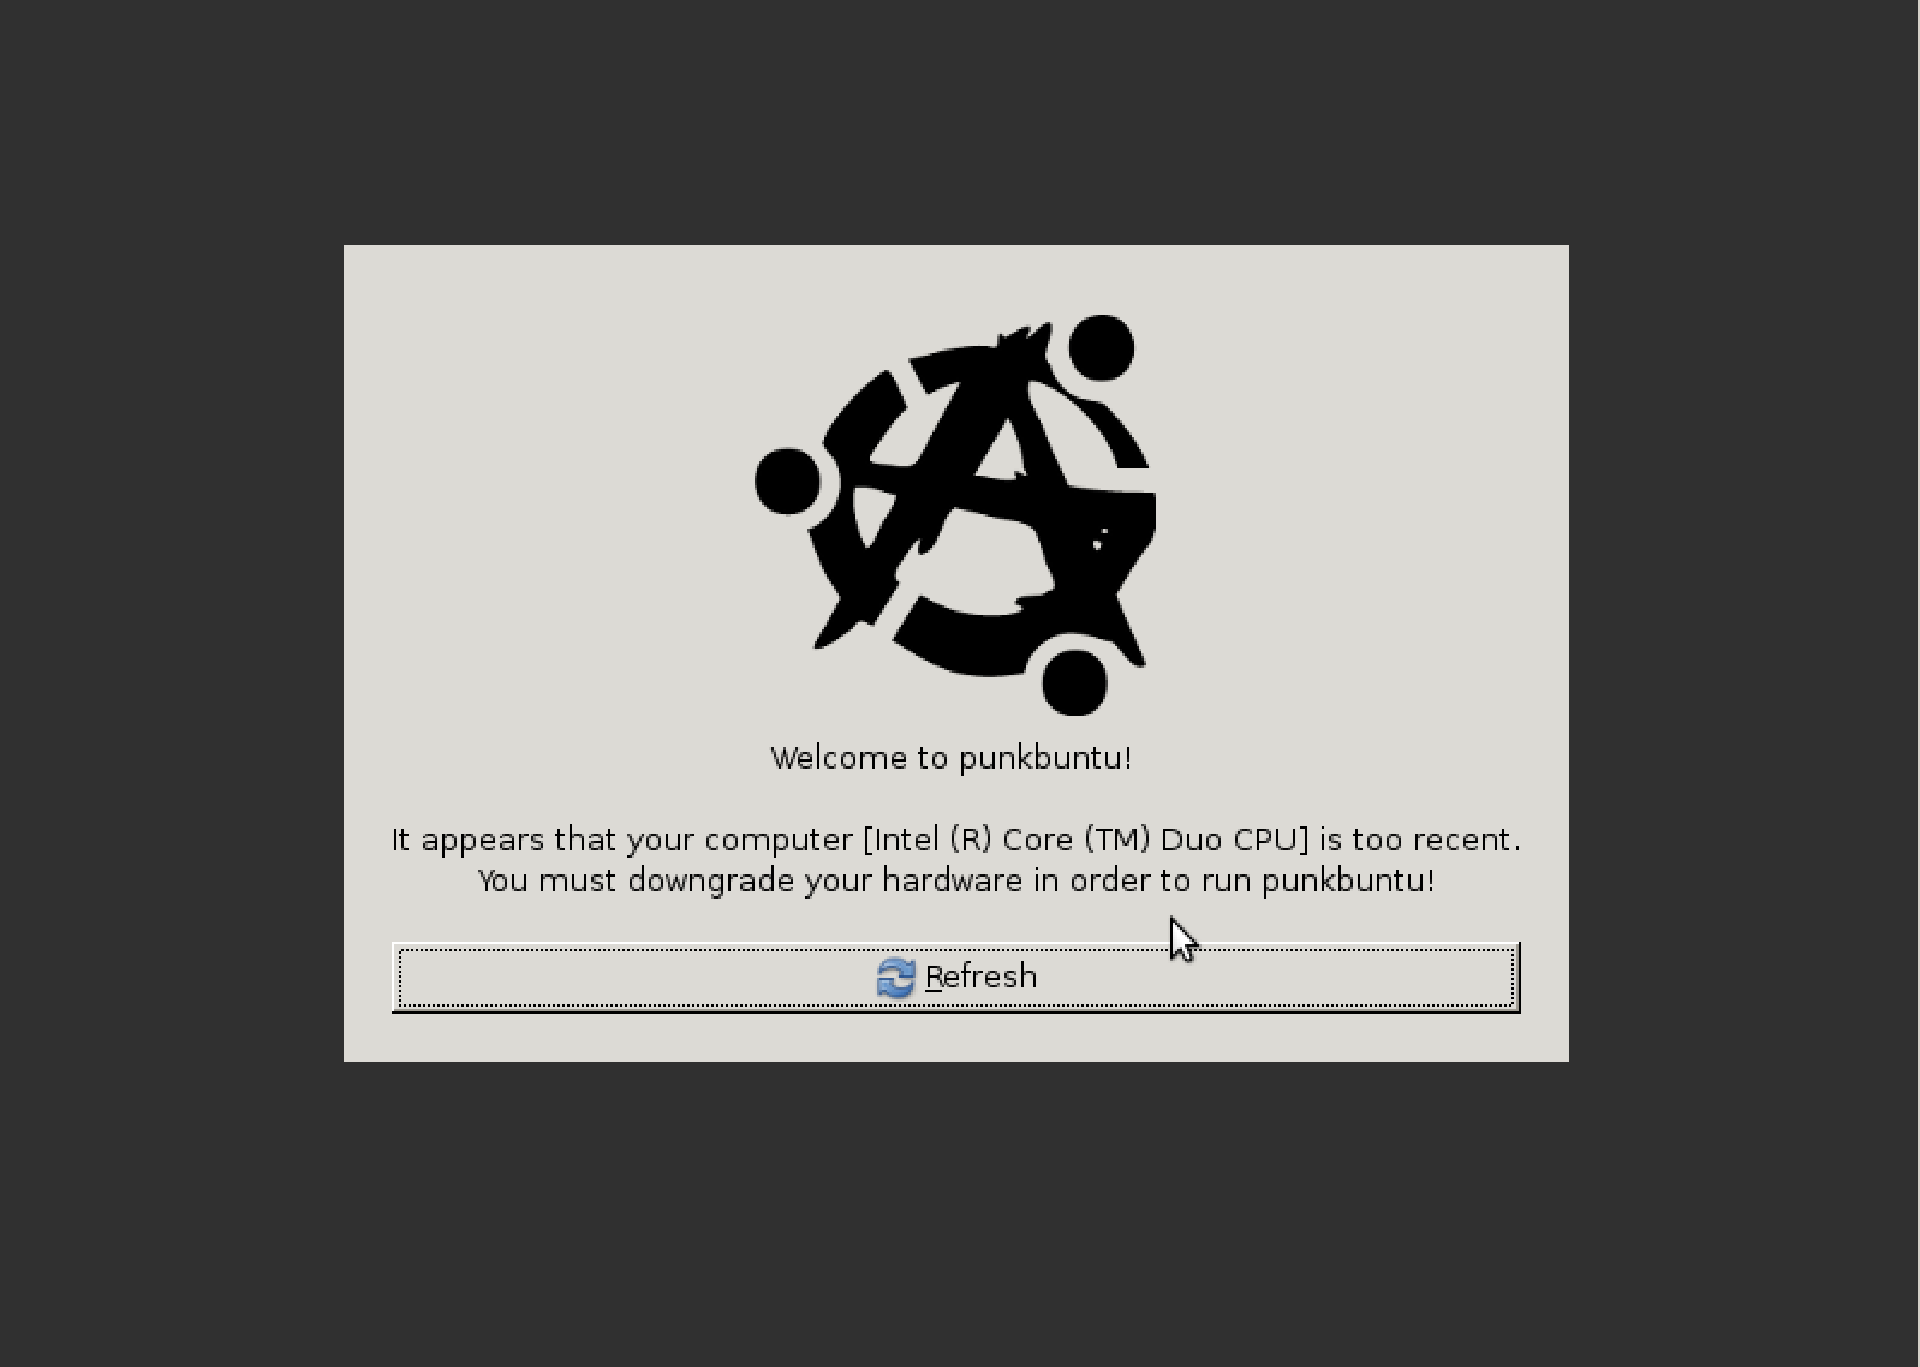 Welcome to punkbuntu!
It appears that your computer [Intel (R) Core (TM) Duo CPU] is too recent.
You must downgrade your hardware in order to run punkbuntu!
Refresh